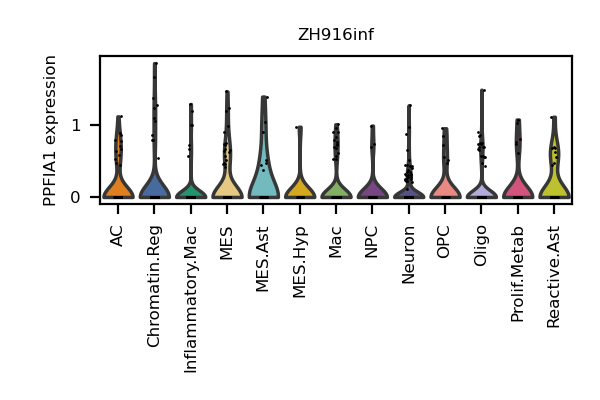 ZH916inf
PPFIA1 expression
1
0
AC
Chromatin.Reg
Inflammatory.Mac
MES
MES.Ast
MES.Hyp
Mac
NPC
Neuron
OPC
Oligo
Prolif.Metab
Reactive.Ast